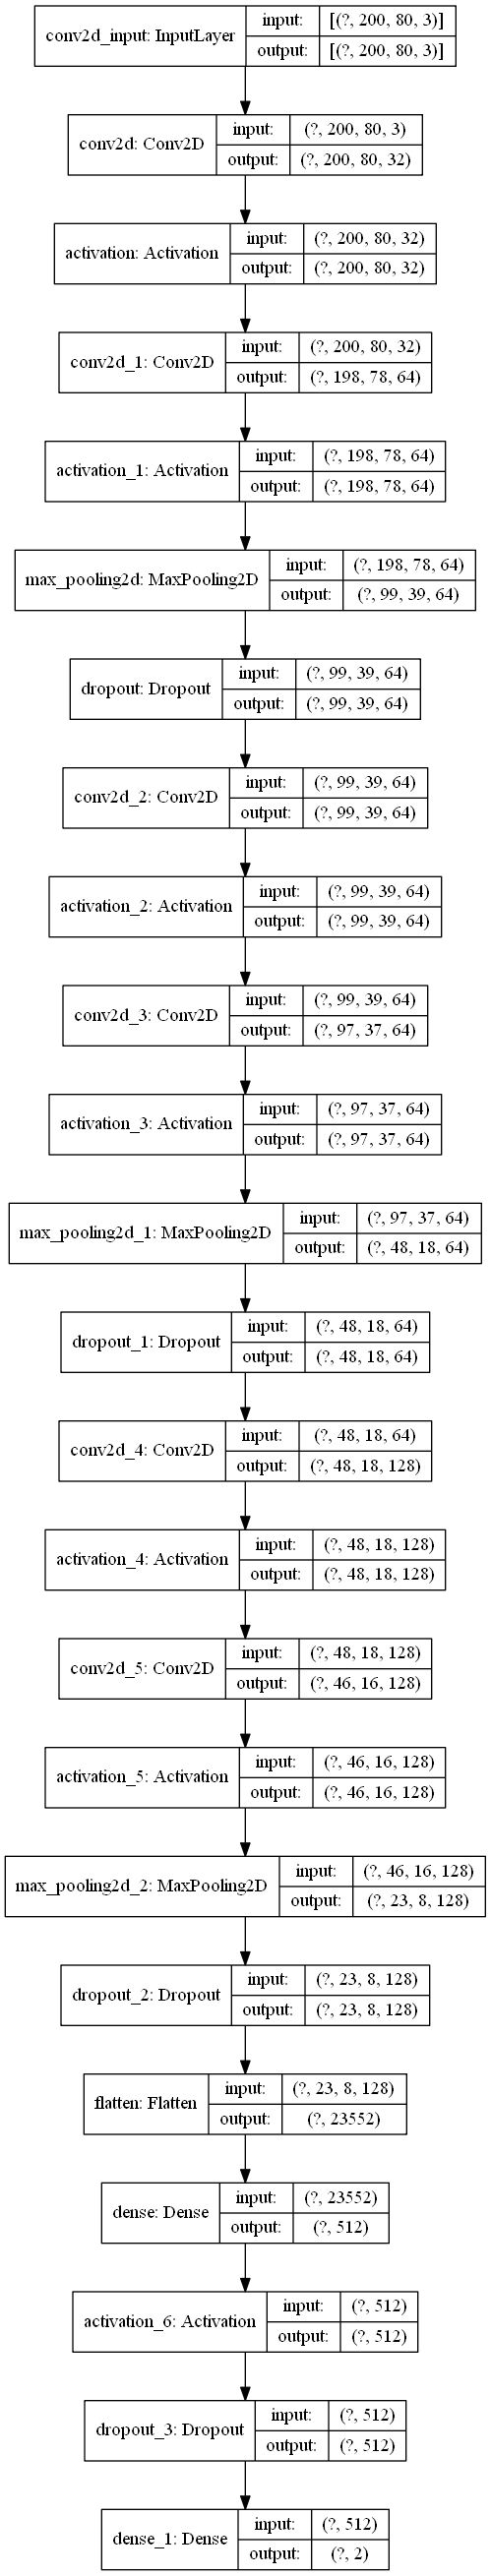 conv2d_input: InputLayer
input: [(?, 200, 80, 3)]
output: [(?, 200, 80, 3)]
conv2d: Conv2D
input: (?, 200, 80, 3)
output: (?, 200, 80, 32)
activation: Activation
input: (?, 200, 80, 32)
output: (?, 200, 80, 32)
conv2d_1: Conv2D
input: (?, 200, 80, 32)
output: (?, 198, 78, 64)
activation_1: Activation
input: (?, 198, 78, 64)
output: (?, 198, 78, 64)
max_pooling2d: MaxPooling2D
input: (?, 198, 78, 64)
output: (?, 99, 39, 64)
dropout: Dropout
input: (?, 99, 39, 64)
output: (?, 99, 39, 64)
conv2d_2: Conv2D
input: (?, 99, 39, 64)
output: (?, 99, 39, 64)
activation_2: Activation
input: (?, 99, 39, 64)
output: (?, 99, 39, 64)
conv2d_3: Conv2D
input: (?, 99, 39, 64)
output: (?, 97, 37, 64)
activation_3: Activation
input: (?, 97, 37, 64)
output: (?, 97, 37, 64)
max_pooling2d_1: MaxPooling2D
input: (?, 97, 37, 64)
output: (?, 48, 18, 64)
dropout_1: Dropout
input: (?, 48, 18, 64)
output: (?, 48, 18, 64)
conv2d_4: Conv2D
input: (?, 48, 18, 64)
output: (?, 48, 18, 128)
activation_4: Activation
input: (?, 48, 18, 128)
output: (?, 48, 18, 128)
conv2d_5: Conv2D
input: (?, 48, 18, 128)
output: (?, 46, 16, 128)
activation_5: Activation
input: (?, 46, 16, 128)
output: (?, 46, 16, 128)
max_pooling2d_2: MaxPooling2D
input: (?, 46, 16, 128)
output: (?, 23, 8, 128)
dropout_2: Dropout
input: (?, 23, 8, 128)
output: (?, 23, 8, 128)
flatten: Flatten
input: (?, 23, 8, 128)
output: (?, 23552)
dense: Dense
input: (?, 23552)
output: (?, 512)
activation_6: Activation
input: (?, 512)
output: (?, 512)
dropout_3: Dropout
input: (?, 512)
output: (?, 512)
dense_1: Dense
input: (?, 512)
output: (?, 2)